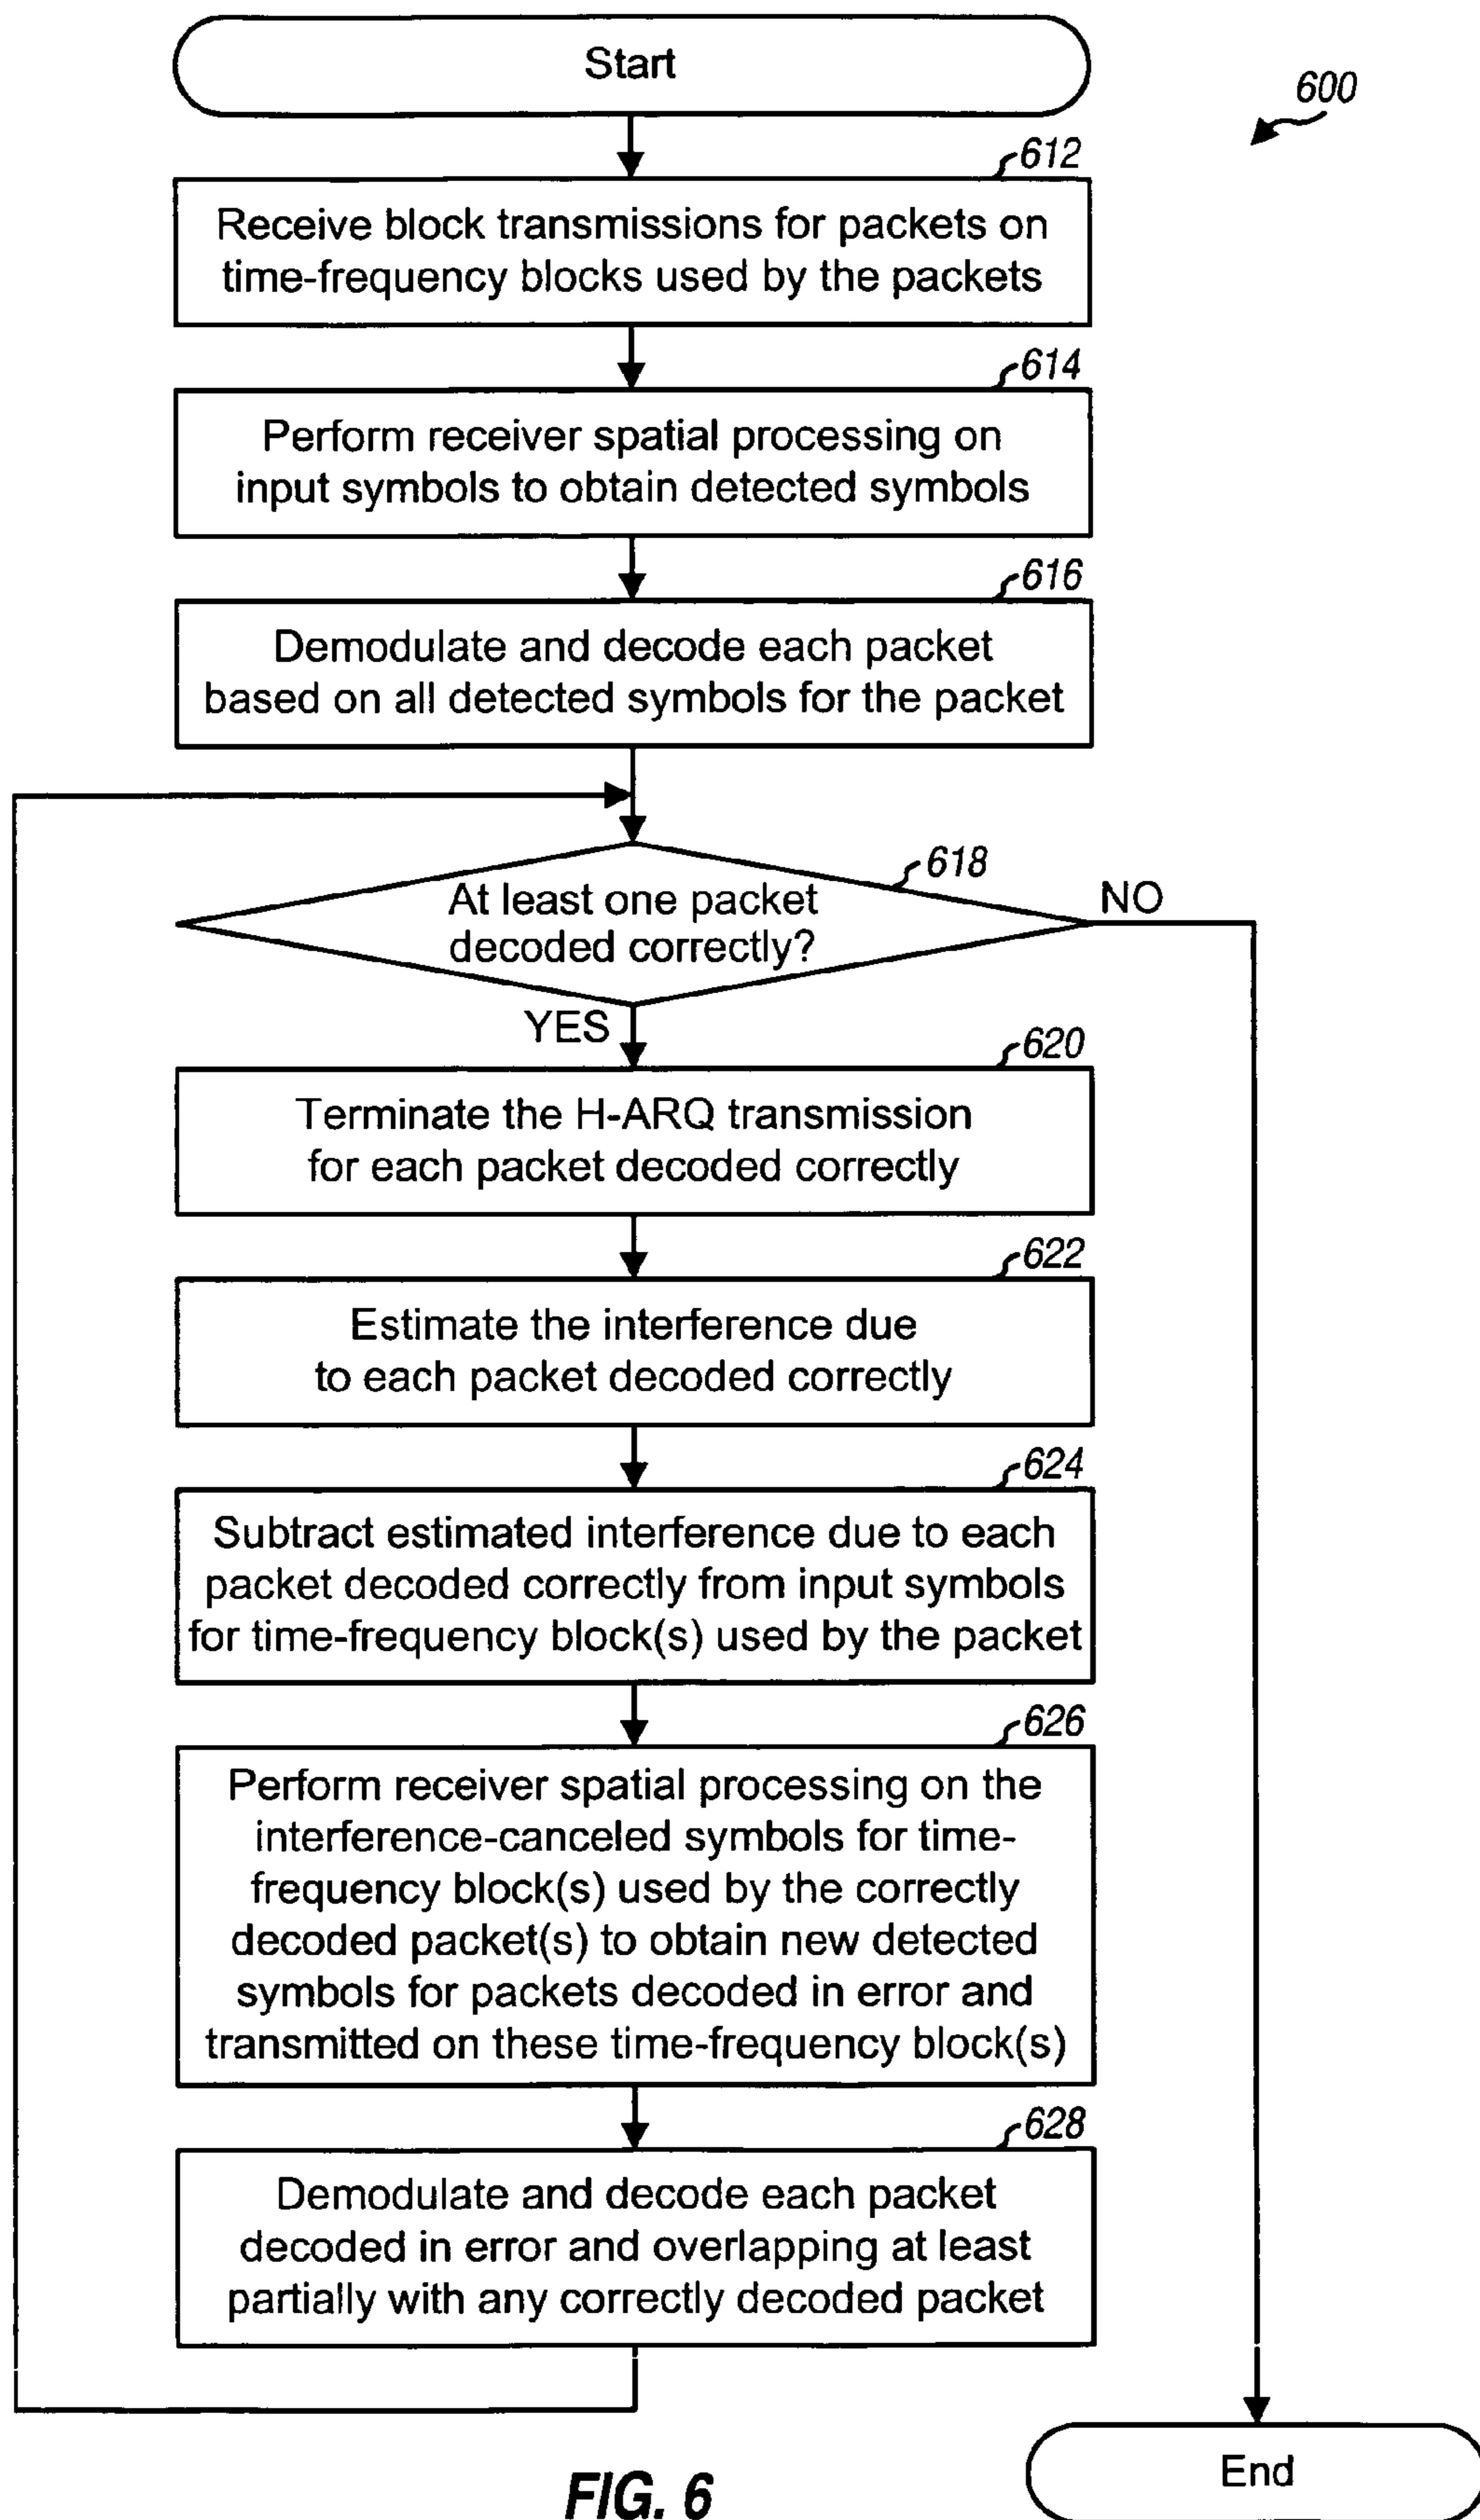 Start
600
612
Receive block transmissions for packets on
time-frequency blocks used by the packets
614
Perform receiver spatial processing on
input symbols to obtain detected symbols
616
Demodulate and decode each packet
based on all detected symbols for the packet
618
At least one packet
decoded correctly?
NO
YES
620
Terminate the H-ARQ transmission
for each packet decoded correctly
622
Estimate the interference due
to each packet decoded correctly
624
Subtract estimated interference due to each
packet decoded correctly from input symbols
for time-frequency block(s) used by the packet
626
Perform receiver spatial processing on the
interference-canceled symbols for time-
frequency block(s) used by the correctly
decoded packet(s) to obtain new detected
symbols for packets decoded in error and
transmitted on these time-frequency block(s)
628
Demodulate and decode each packet
decoded in error and overlapping at least
partially with any correctly decoded packet
End
FIG. 6